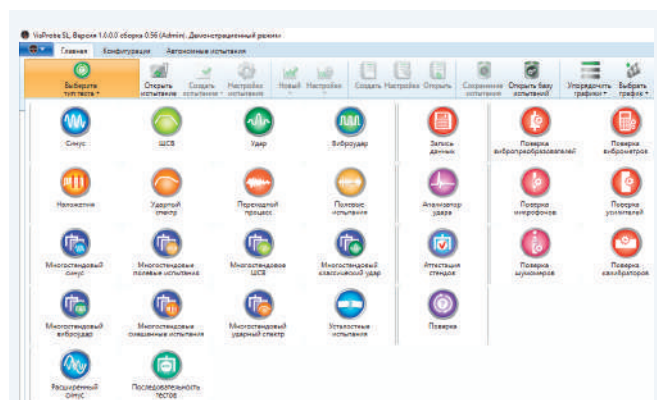 VisProbe SL, Версия 1.0.0.0 сборка 0.56 (Admin). Демонстрационный режим
Главная Конфигурация Автономные испытания
Выберите тип теста
Открыть испытание
Создать испытание
Настройка испытания
Новый
Настройка
Создать
Настройка
Открыть
Сохранение испытания
Открыть базу испытаний
Упорядочить графики
Выбрать график
Синус
ШСВ
Удар
Виброудар
Запись данных
Поверка вибропреобразователей
Поверка виброметров
Наложения
Ударный спектр
Переходной процесс
Полевые испытания
Анализатор удара
Поверка микрофонов
Поверка усилителей
Многостендовый синус
Многостендовые полевые испытания
Многостендовое ШСВ
Многостендовый классический удар
Аттестация стендов
Поверка шумомеров
Поверка калибраторов
Многостендовый виброудар
Многостендовые смешанные испытания
Многостендовый ударный спектр
Усталостные испытания
Поверка
Расширенный синус
Последовательность тестов